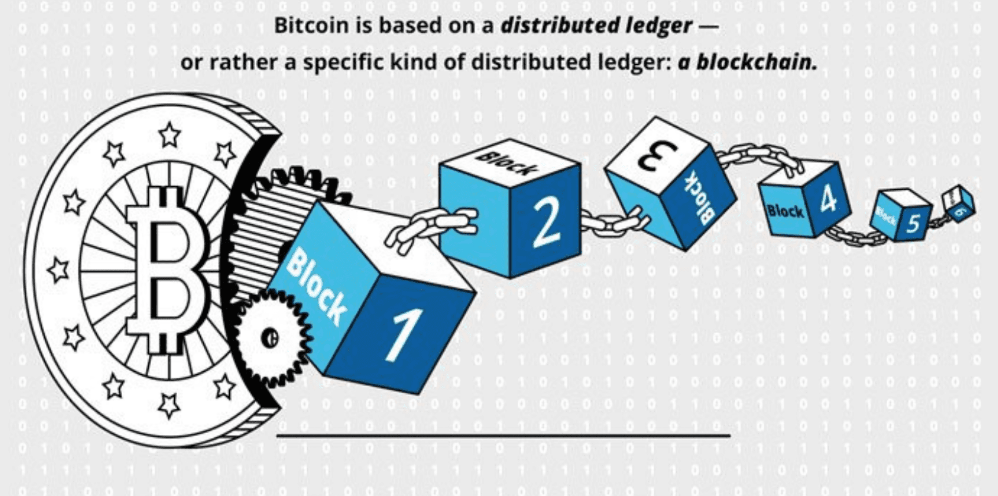 Bitcoin is based on a distributed ledger —
or rather a specific kind of distributed ledger: a blockchain.
Block 1
Block 2
Block 3
Block 4
Block 5
6